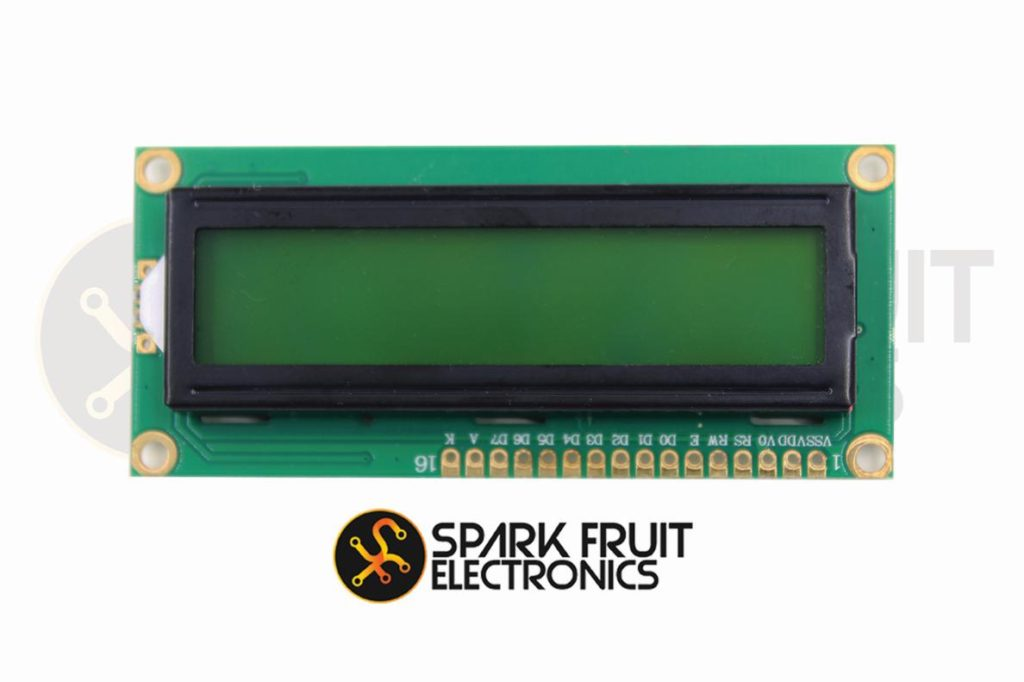 VSS VDD V0 RS RW E D0 D1 D2 D3 D4 D5 D6 D7 A K
1 16
SPARK FRUIT
ELECTRONICS